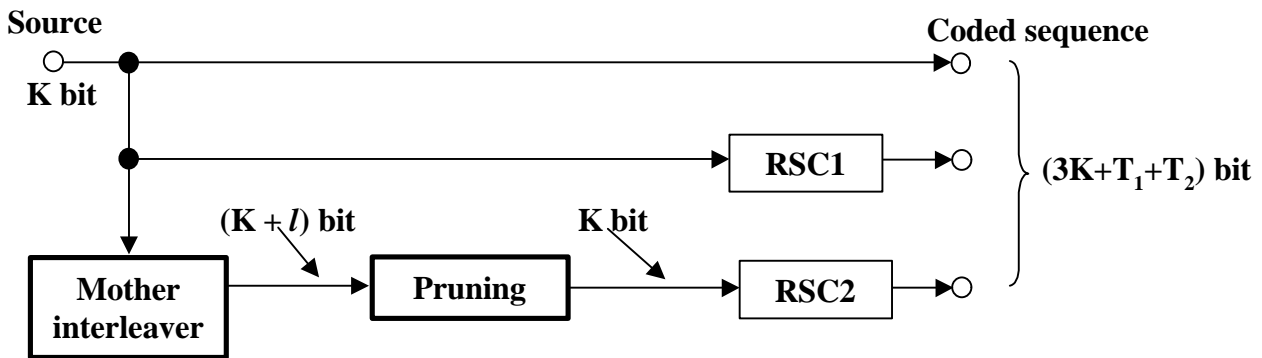 Source
Coded sequence
K bit
RSC1
(3K+T₁+T₂) bit
(K + l) bit
K bit
Mother
interleaver
Pruning
RSC2